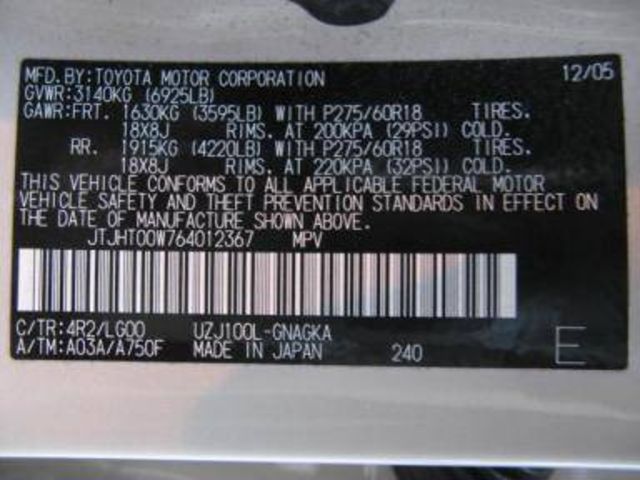 MFD.BY:TOYOTA MOTOR CORPORATION 12/05
GVWR:3140KG (6925LB)
GAWR:FRT. 1630KG (3595LB) WITH P275/60R18 TIRES.
18X8J RIMS. AT 200KPA (29PSI) COLD.
RR. 1915KG (4220LB) WITH P275/60R18 TIRES.
18X8J RIMS. AT 220KPA (32PSI) COLD.
THIS VEHICLE CONFORMS TO ALL APPLICABLE FEDERAL MOTOR
VEHICLE SAFETY AND THEFT PREVENTION STANDARDS IN EFFECT ON
THE DATE OF MANUFACTURE SHOWN ABOVE.
JTJHT00W764012367 MPV
C/TR:4R2/LG00 UZJ100L-GNAGKA
A/TM:A03A/A750F MADE IN JAPAN 240 E